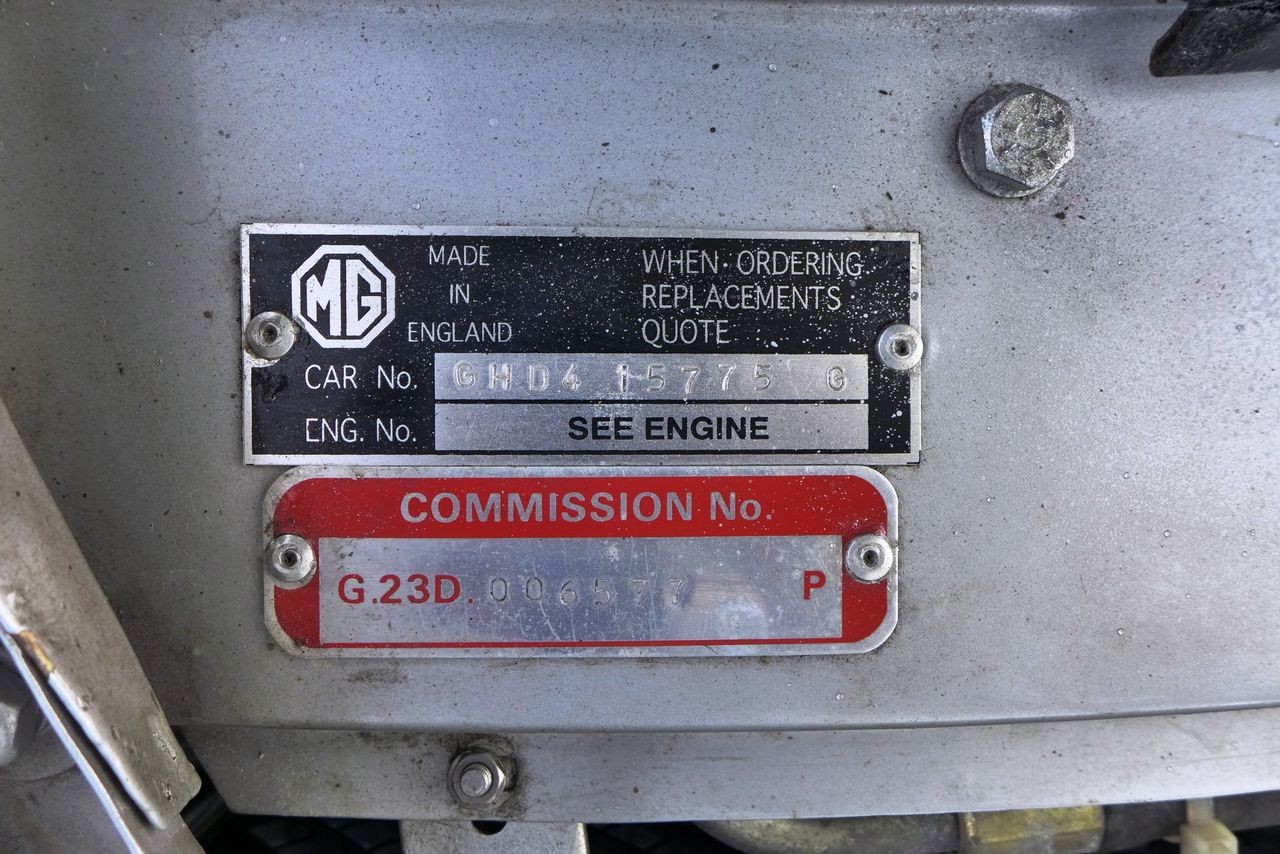 MG
MADE
IN
ENGLAND
WHEN ORDERING
REPLACEMENTS
QUOTE
CAR No. GHD4 15775 G
ENG. No. SEE ENGINE
COMMISSION No.
G.23D. 006577 P